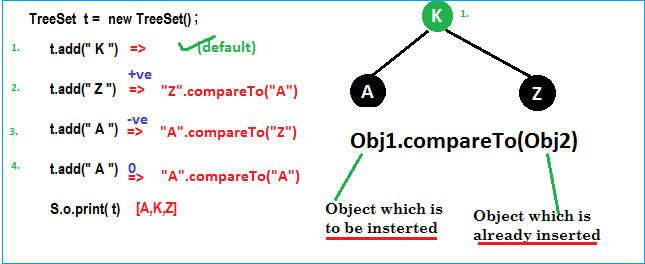 TreeSet t = new TreeSet() ;
1. t.add(" K ") => (default)
+ve
2. t.add(" Z ") => "Z".compareTo("A")
-ve
3. t.add(" A ") => "A".compareTo("Z")
0
4. t.add(" A ") => "A".compareTo("A")
S.o.print( t) [A,K,Z]
K 1.
A Z
Obj1.compareTo(Obj2)
Object which is
to be insterted
Object which is
already inserted